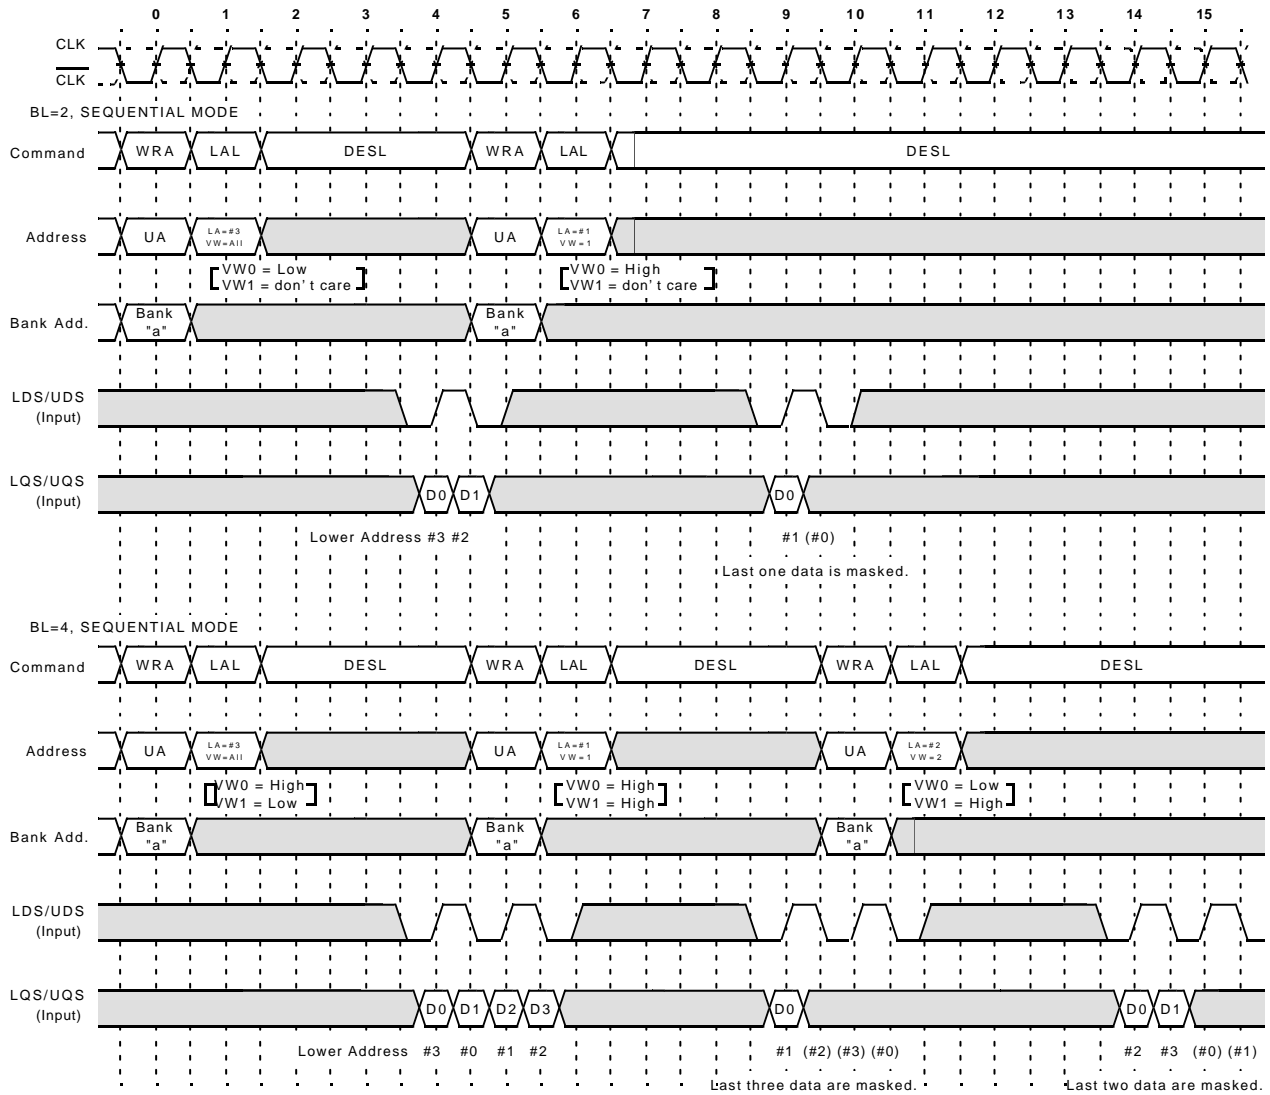 0 1 2 3 4 5 6 7 8 9 10 11 12 13 14 15
CLK
CLK
BL=2, SEQUENTIAL MODE
Command WRA LAL DESL WRA LAL DESL
Address UA LA=#3 VW=All UA LA=#1 VW=1
VW0 = Low VW0 = High
VW1 = don't care VW1 = don't care
Bank Add. Bank "a" Bank "a"
LDS/UDS
(Input)
LQS/UQS
(Input) D0 D1 D0
Lower Address #3 #2 #1 (#0)
Last one data is masked.
BL=4, SEQUENTIAL MODE
Command WRA LAL DESL WRA LAL DESL WRA LAL DESL
Address UA LA=#3 VW=All UA LA=#1 VW=1 UA LA=#2 VW=2
VW0 = High VW0 = High VW0 = Low
VW1 = Low VW1 = High VW1 = High
Bank Add. Bank "a" Bank "a" Bank "a"
LDS/UDS
(Input)
LQS/UQS
(Input) D0 D1 D2 D3 D0 D0 D1
Lower Address #3 #0 #1 #2 #1 (#2) (#3) (#0) #2 #3 (#0) (#1)
Last three data are masked. Last two data are masked.